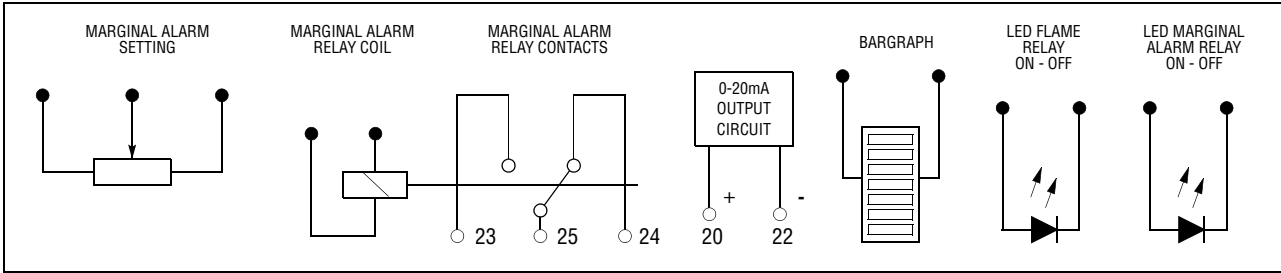 MARGINAL ALARM
SETTING
MARGINAL ALARM
RELAY COIL
MARGINAL ALARM
RELAY CONTACTS
BARGRAPH
LED FLAME
RELAY
ON - OFF
LED MARGINAL
ALARM RELAY
ON - OFF
0-20mA
OUTPUT
CIRCUIT
+ -
23 25 24 20 22